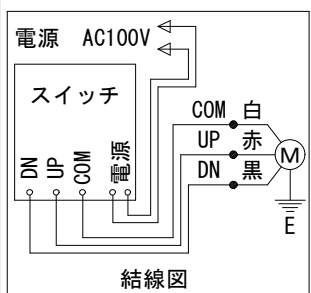 電源 AC100V
スイッチ
DN UP COM 電源
COM 白
UP 赤
DN 黒
M
E
結線図